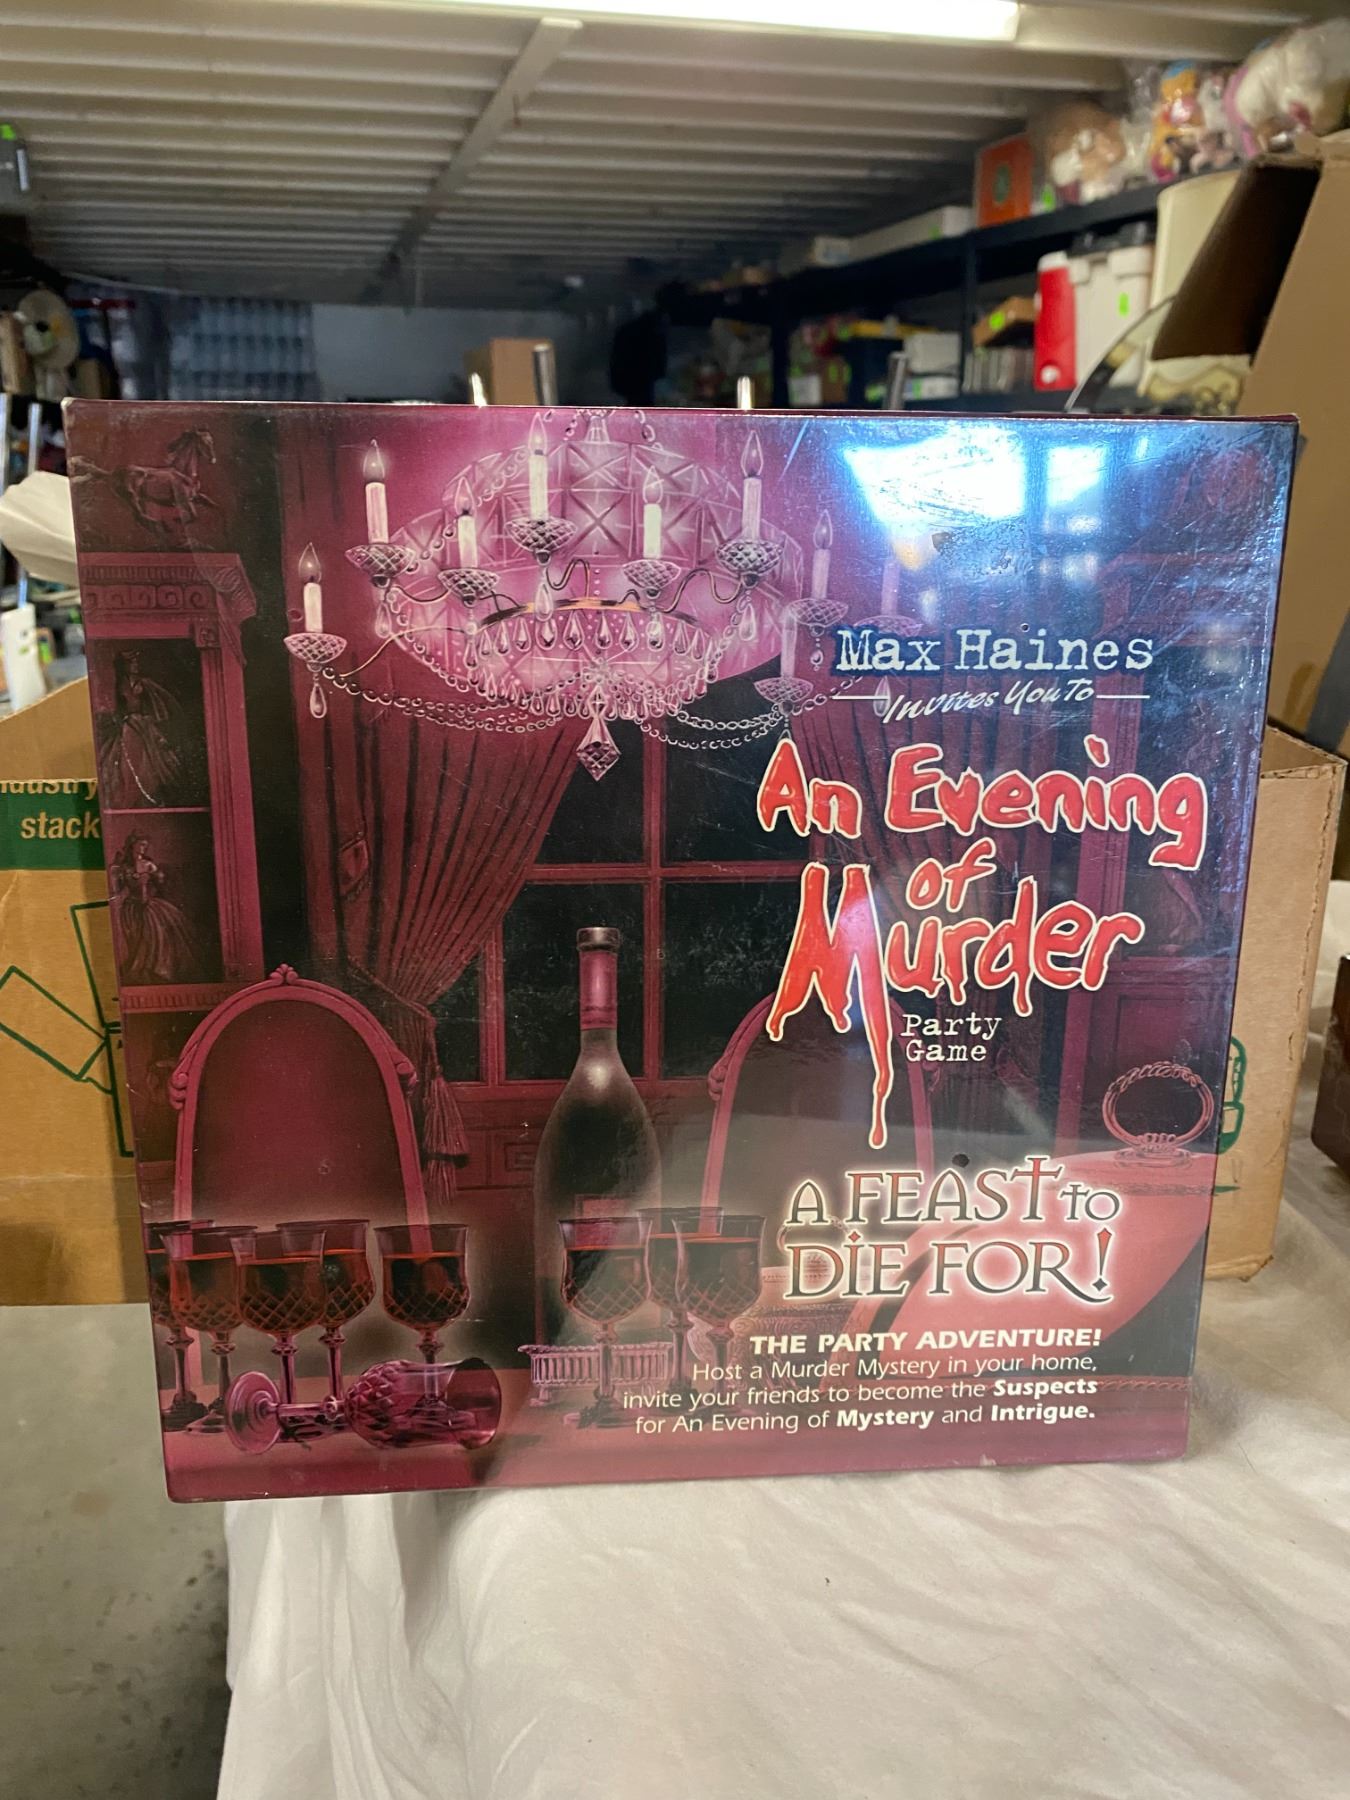 Max Haines
Invites You To
An Evening
of
Murder
Party
Game
A FEAST to
DIE FOR!
THE PARTY ADVENTURE!
Host a Murder Mystery in your home,
invite your friends to become the Suspects
for An Evening of Mystery and Intrigue.
stack